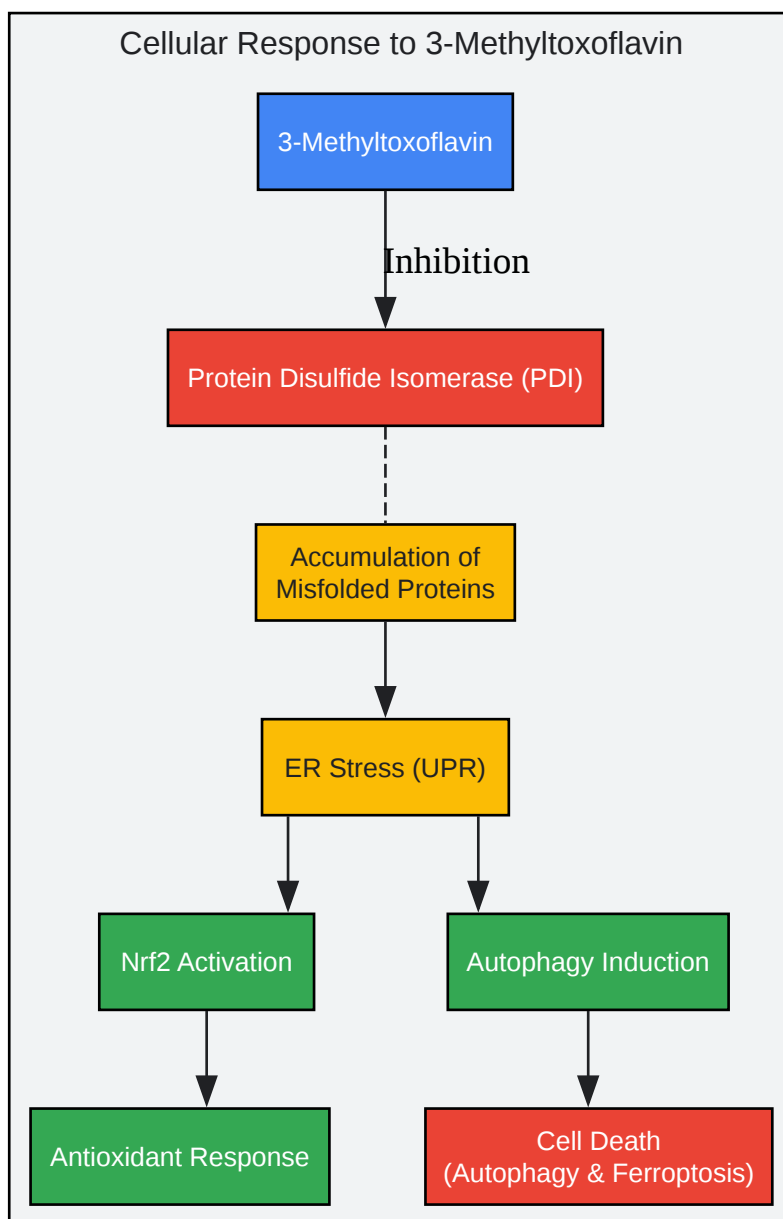 Cellular Response to 3-Methyltoxoflavin
3-Methyltoxoflavin
Inhibition
Protein Disulfide Isomerase (PDI)
Accumulation of
Misfolded Proteins
ER Stress (UPR)
Nrf2 Activation
Autophagy Induction
Antioxidant Response
Cell Death
(Autophagy & Ferroptosis)